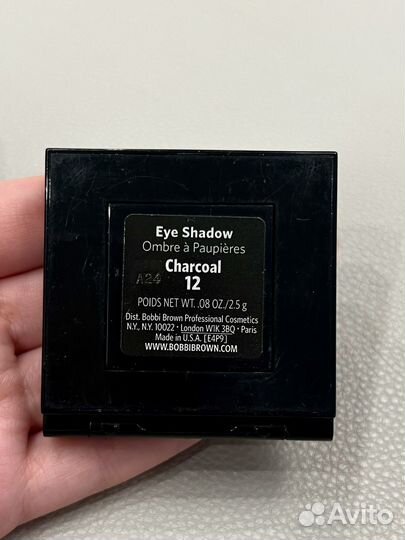 Eye Shadow
Ombre à Paupières
Charcoal
A24 12
POIDS NET WT. .08 OZ./2.5 g
Dist. Bobbi Brown Professional Cosmetics
N.Y., N.Y. 10022 • London W1K 3BQ • Paris
Made in U.S.A. [E4P9]
WWW.BOBBIBROWN.COM
Avito